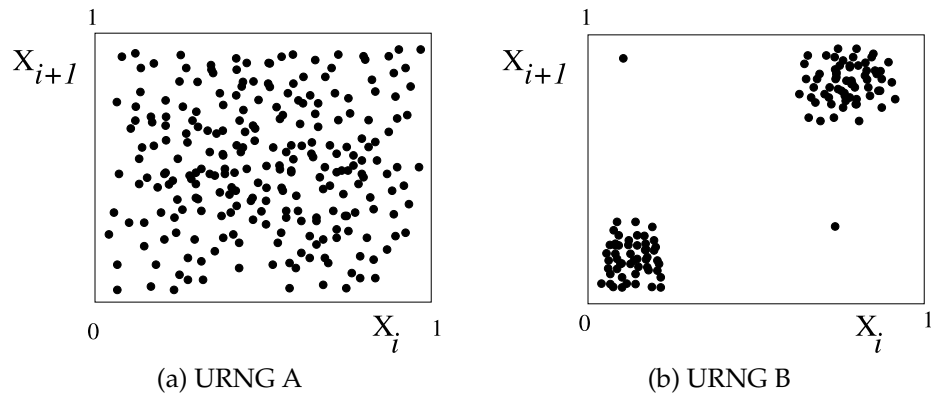 1
X_{i+1}
0
X_i
1
(a) URNG A
1
X_{i+1}
0
X_i
1
(b) URNG B